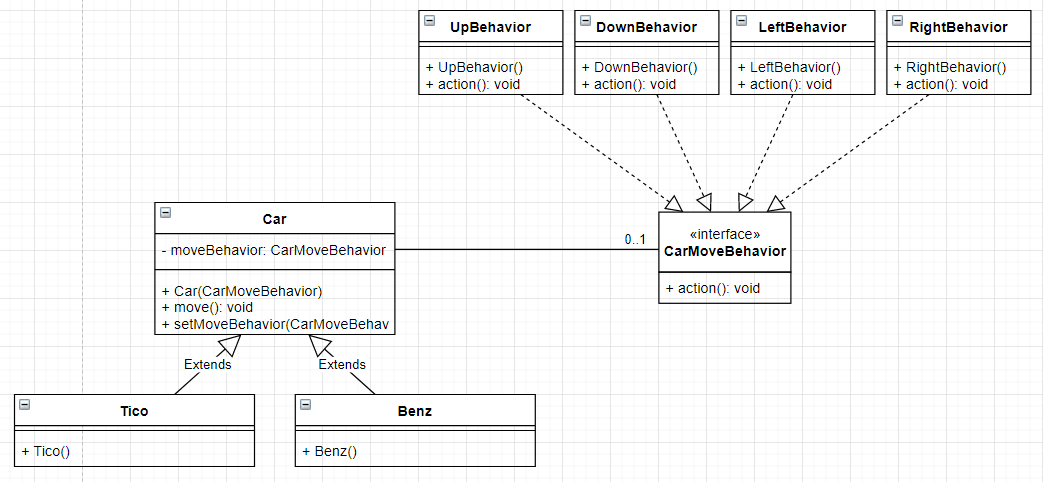 UpBehavior
+ UpBehavior()
+ action(): void
DownBehavior
+ DownBehavior()
+ action(): void
LeftBehavior
+ LeftBehavior()
+ action(): void
RightBehavior
+ RightBehavior()
+ action(): void
Car
- moveBehavior: CarMoveBehavior
+ Car(CarMoveBehavior)
+ move(): void
+ setMoveBehavior(CarMoveBehav
0..1
«interface»
CarMoveBehavior
+ action(): void
Extends
Extends
Tico
+ Tico()
Benz
+ Benz()